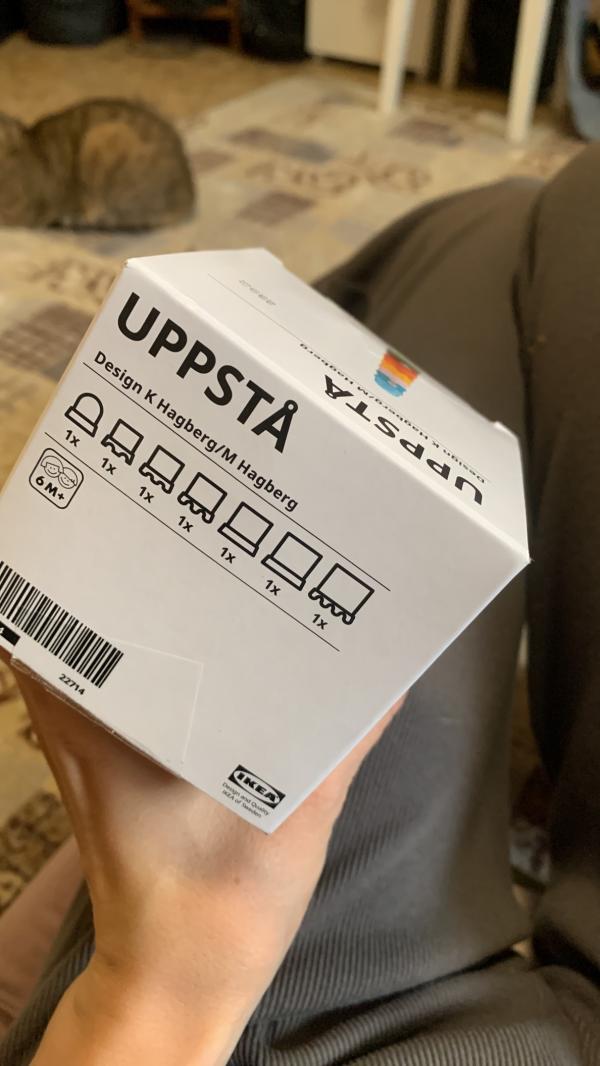 UPPSTÅ
Design K Hagberg/M Hagberg
1x 1x 1x 1x 1x 1x 1x
6 M+
22714
IKEA
Design and Quality
IKEA of Sweden
UPPSTÅ
Design K Hagberg/M Hagberg